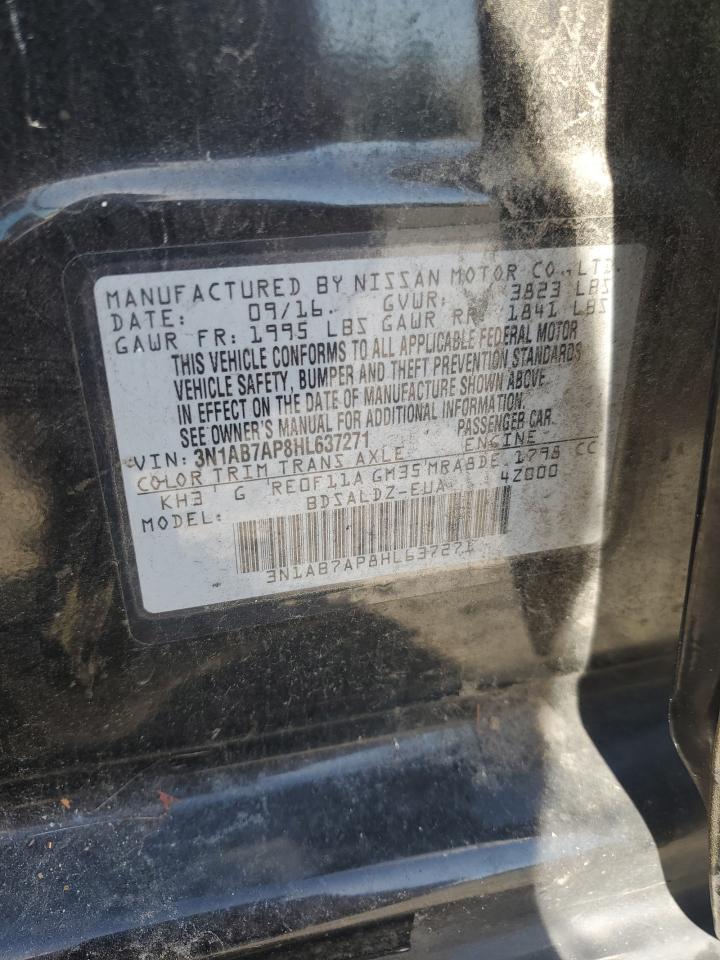 MANUFACTURED BY NISSAN MOTOR CO., LTD.
DATE: 09/16. GVWR: 3823 LBS
GAWR FR: 1995 LBS GAWR RR 1841 LBS
THIS VEHICLE CONFORMS TO ALL APPLICABLE FEDERAL MOTOR
VEHICLE SAFETY, BUMPER AND THEFT PREVENTION STANDARDS
IN EFFECT ON THE DATE OF MANUFACTURE SHOWN ABOVE.
SEE OWNER'S MANUAL FOR ADDITIONAL INFORMATION.
VIN: 3N1AB7AP8HL637271 PASSENGER CAR.
COLOR TRIM TRANS AXLE ENGINE
KH3 G RE0F11A GM35 MRA8DE 1798 CC
MODEL: BDSALDZ-EUA 4Z000
3N1AB7AP8HL637271